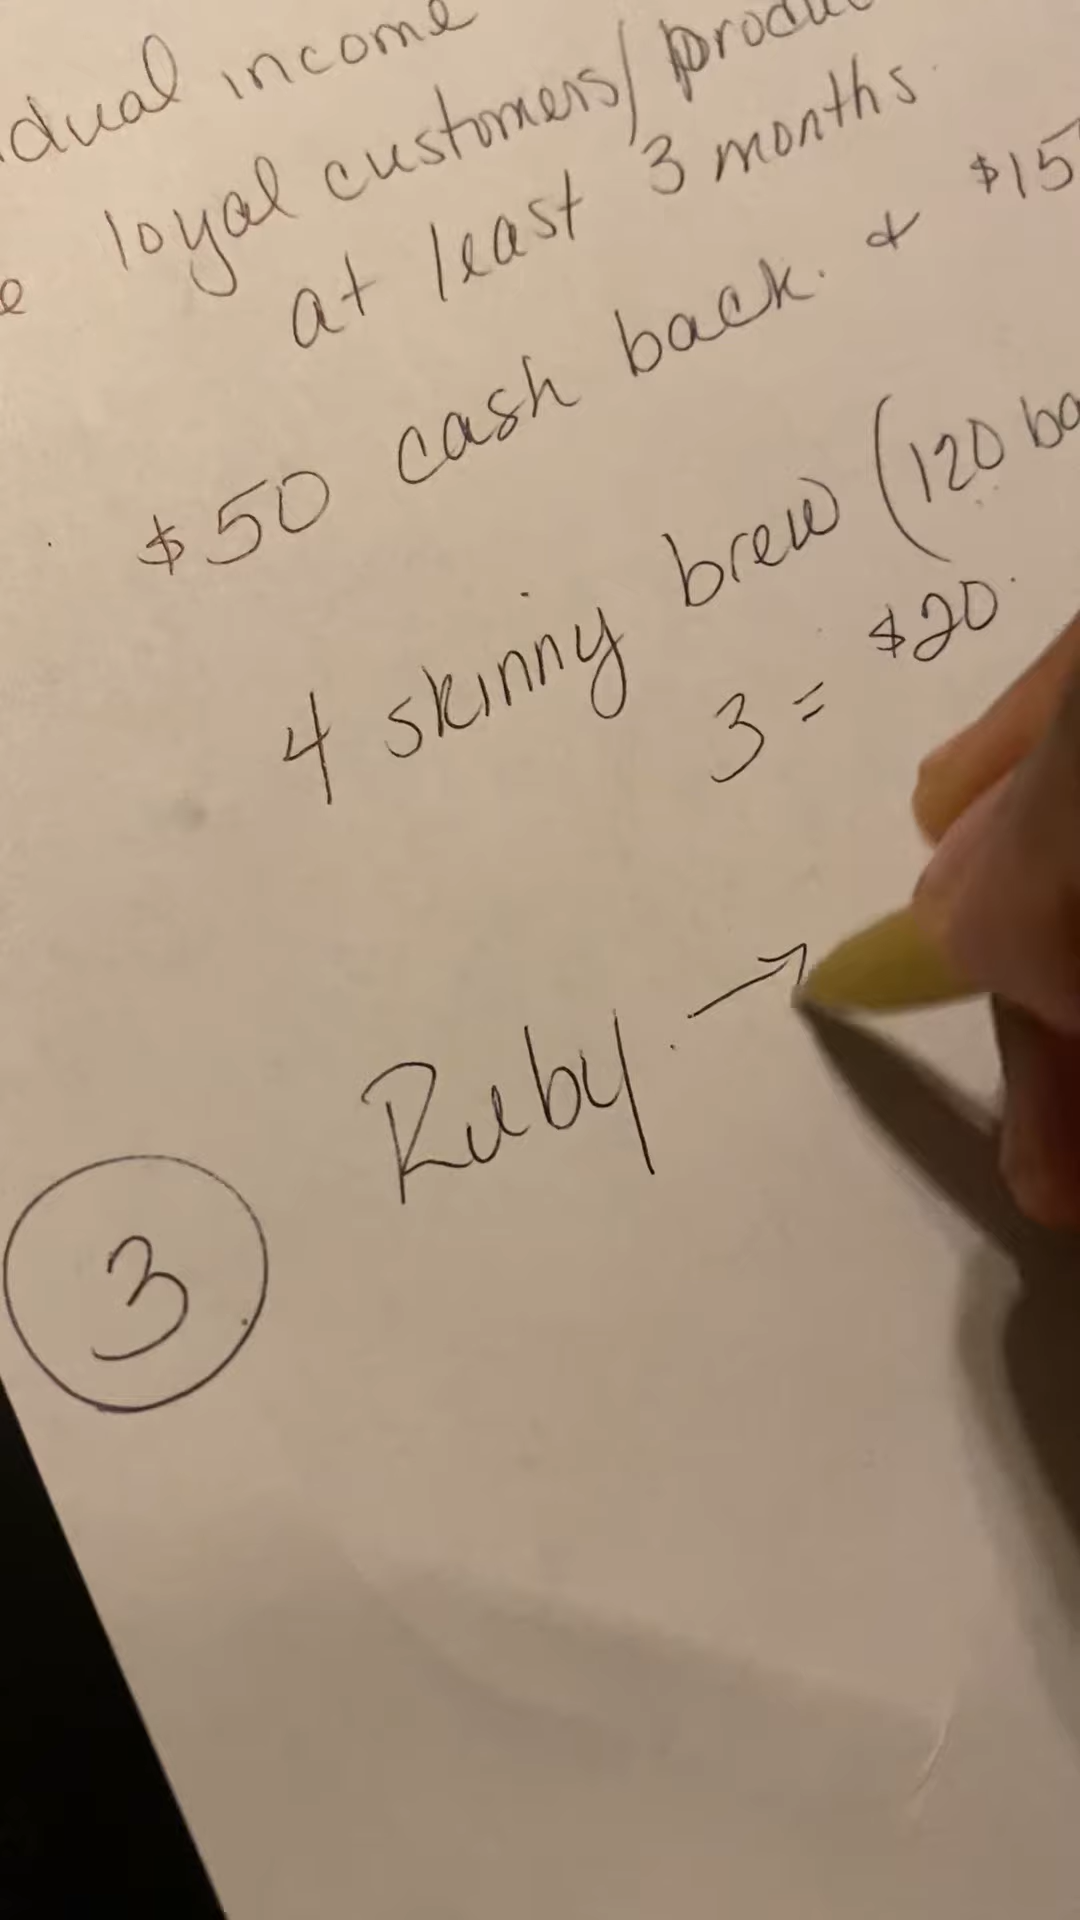 dual income
loyal customers/ produc
at least 3 months.
$50 cash back. & $15
4 skinny brew (120 ba
3 = $20
Ruby →
3